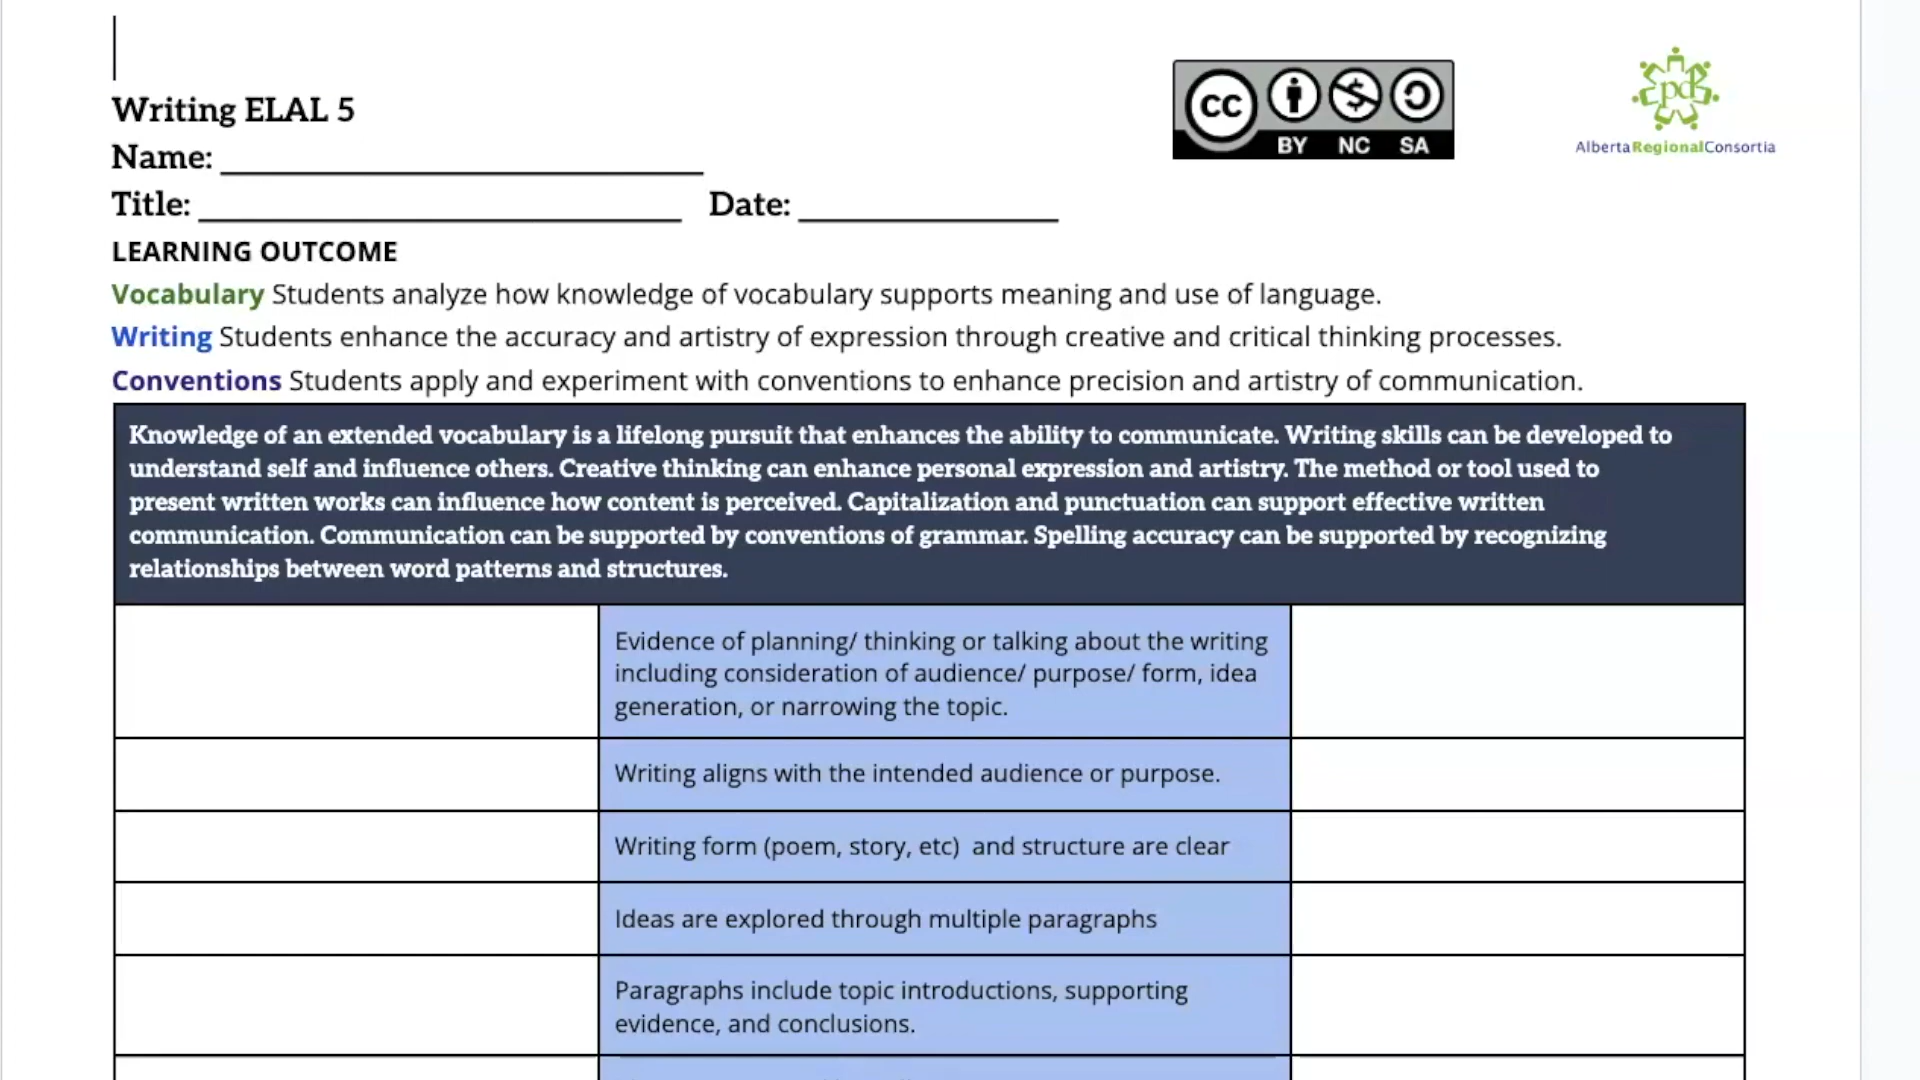 Writing ELAL 5
Name: ______________________________
Title: ______________________________ Date: ________________
CC BY NC SA
pd
AlbertaRegionalConsortia
LEARNING OUTCOME
Vocabulary Students analyze how knowledge of vocabulary supports meaning and use of language.
Writing Students enhance the accuracy and artistry of expression through creative and critical thinking processes.
Conventions Students apply and experiment with conventions to enhance precision and artistry of communication.
Knowledge of an extended vocabulary is a lifelong pursuit that enhances the ability to communicate. Writing skills can be developed to
understand self and influence others. Creative thinking can enhance personal expression and artistry. The method or tool used to
present written works can influence how content is perceived. Capitalization and punctuation can support effective written
communication. Communication can be supported by conventions of grammar. Spelling accuracy can be supported by recognizing
relationships between word patterns and structures.
Evidence of planning/ thinking or talking about the writing
including consideration of audience/ purpose/ form, idea
generation, or narrowing the topic.
Writing aligns with the intended audience or purpose.
Writing form (poem, story, etc)  and structure are clear
Ideas are explored through multiple paragraphs
Paragraphs include topic introductions, supporting
evidence, and conclusions.